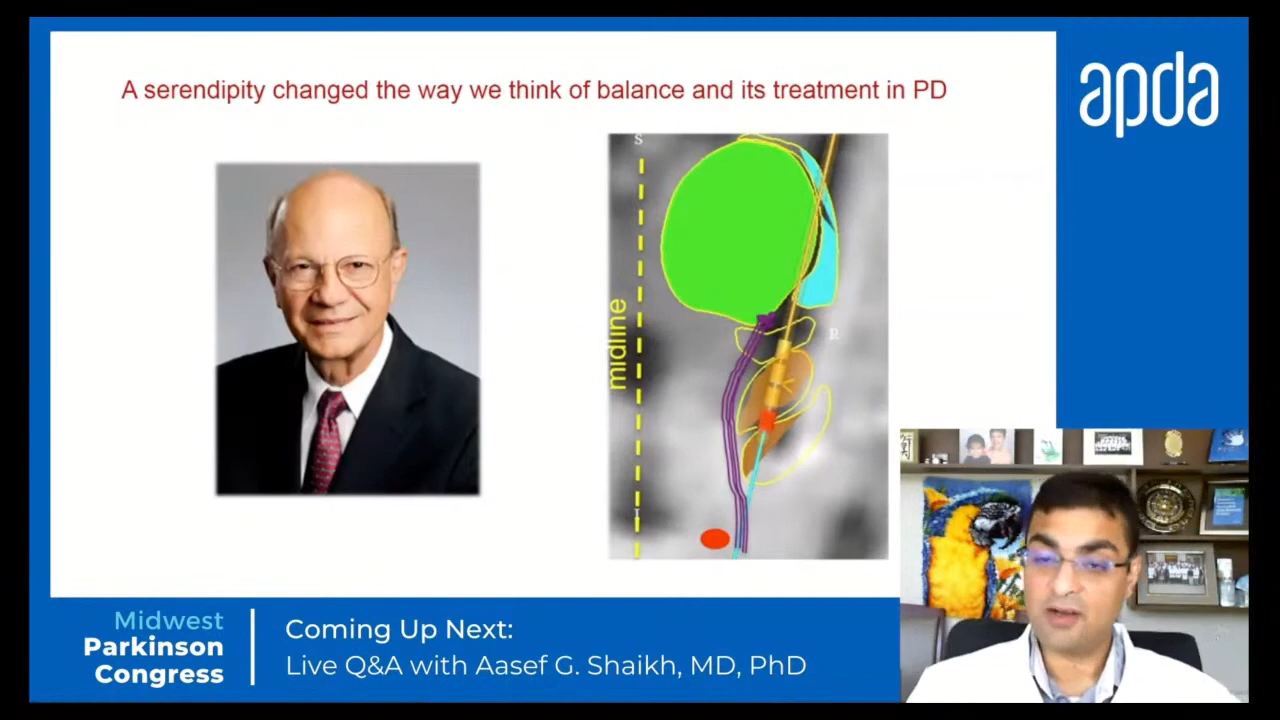 A serendipity changed the way we think of balance and its treatment in PD
apda
S
midline
R
Midwest
Parkinson
Congress
Coming Up Next:
Live Q&A with Aasef G. Shaikh, MD, PhD